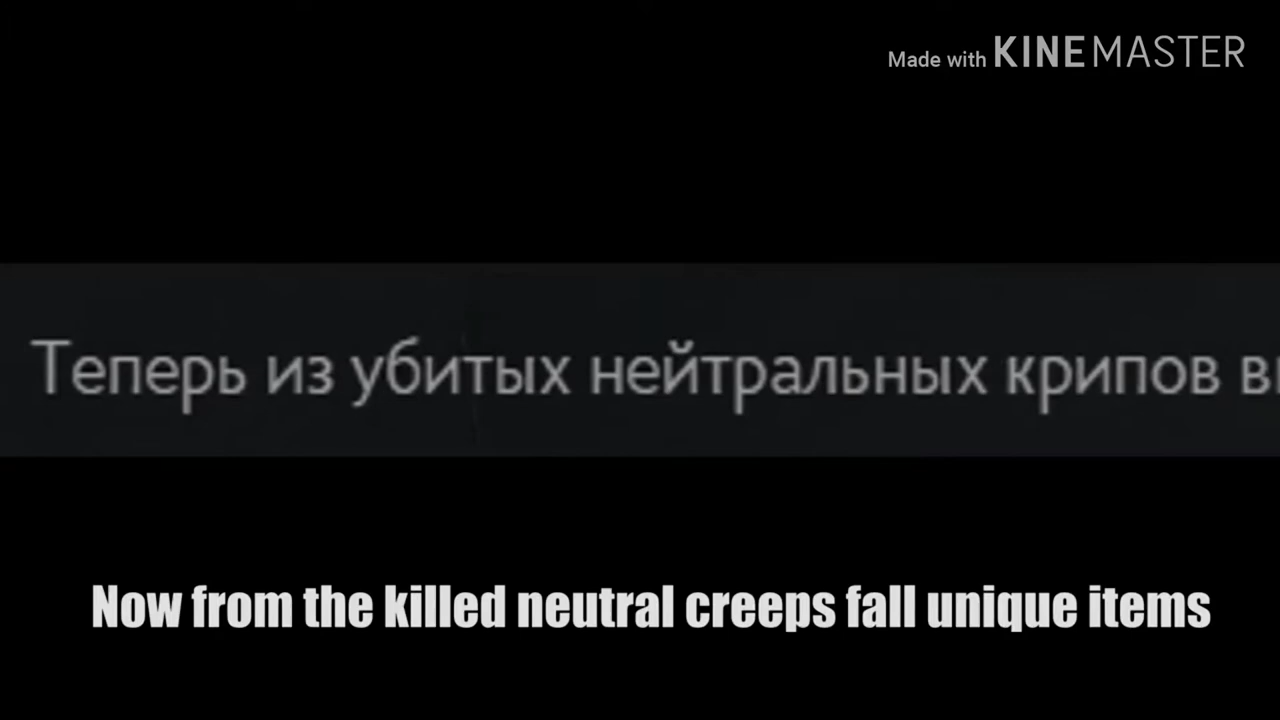 Made with KINEMASTER
Теперь из убитых нейтральных крипов
Now from the killed neutral creeps fall unique items